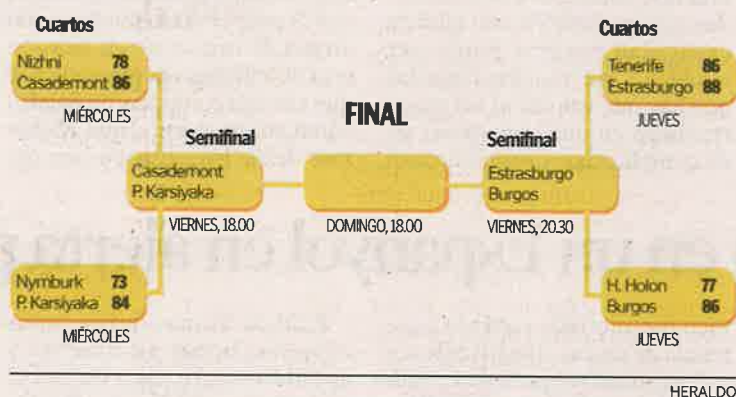 Cuartos
Nizhni 78
Casademont 86
MIÉRCOLES
Semifinal
Casademont
P. Karsiyaka
VIERNES, 18.00
Nymburk 73
P. Karsiyaka 84
MIÉRCOLES
FINAL
DOMINGO, 18.00
Cuartos
Tenerife 86
Estrasburgo 88
JUEVES
Semifinal
Estrasburgo
Burgos
VIERNES, 20.30
H. Holon 77
Burgos 86
JUEVES
HERALDO